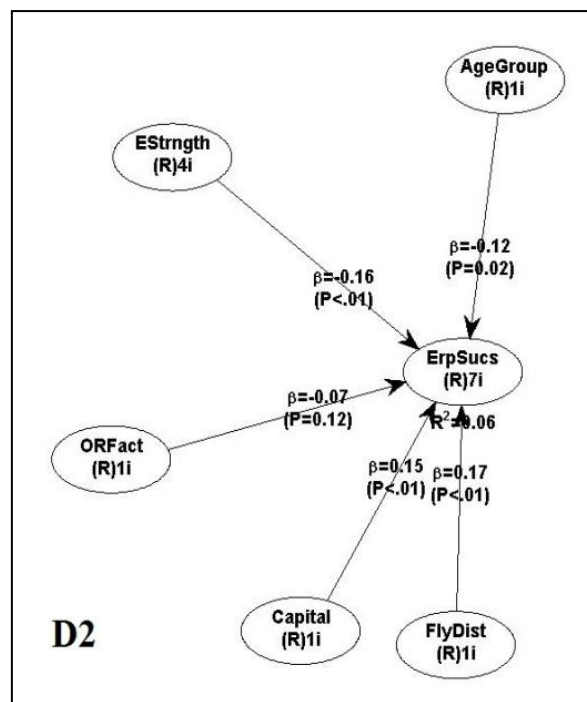 AgeGroup
(R)1i
EStrngth
(R)4i
β=-0.12
(P=0.02)
β=-0.16
(P<.01)
ErpSucs
(R)7i
β=-0.07
(P=0.12)
R²=0.06
ORFact
(R)1i
β=0.15
(P<.01)
β=0.17
(P<.01)
Capital
(R)1i
FlyDist
(R)1i
D2